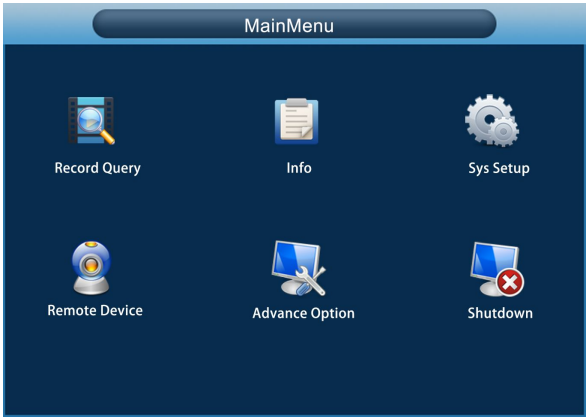 MainMenu
Record Query
Info
Sys Setup
Remote Device
Advance Option
Shutdown